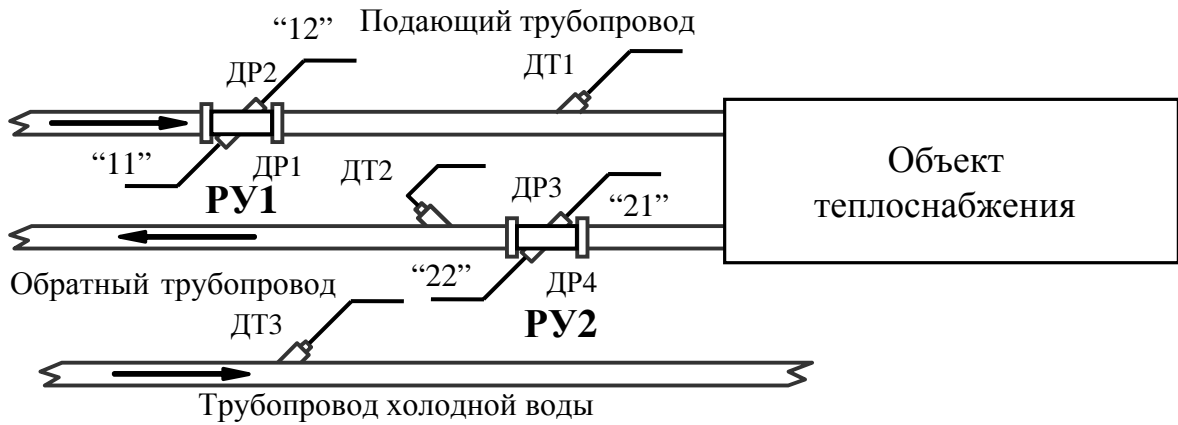 “12”
Подающий трубопровод
ДР2
ДТ1
“11”
ДР1
РУ1
ДТ2
ДР3
“21”
Объект
теплоснабжения
“22”
ДР4
Обратный трубопровод
РУ2
ДТ3
Трубопровод холодной воды